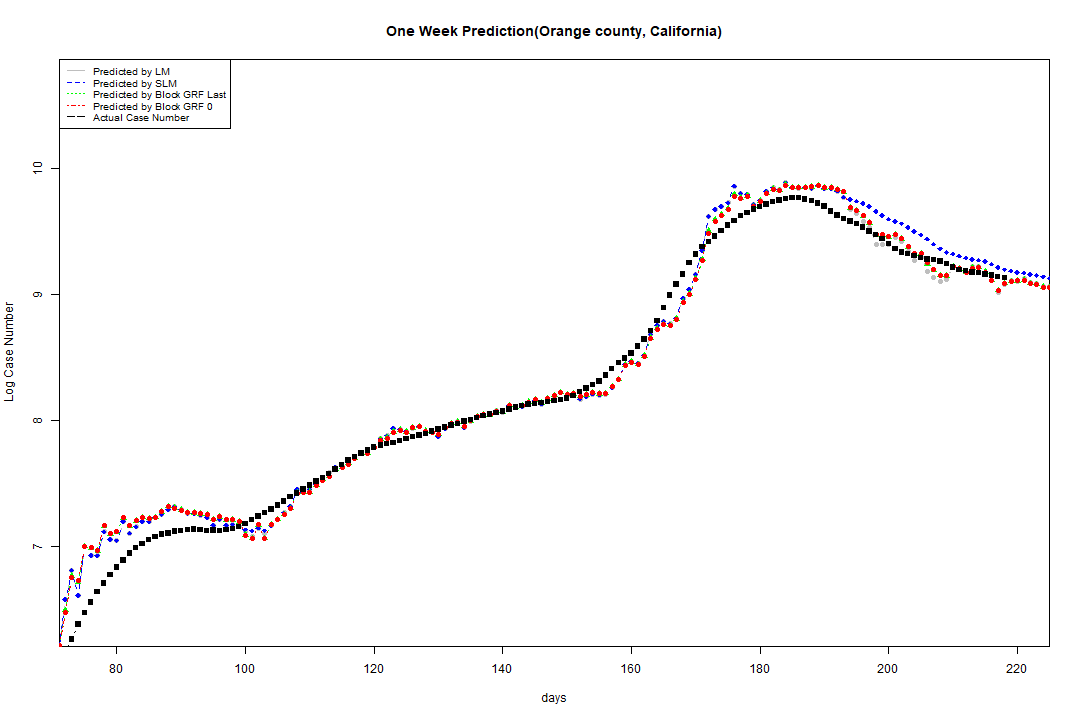 One Week Prediction(Orange county, California)
Predicted by LM
Predicted by SLM
Predicted by Block GRF Last
Predicted by Block GRF 0
Actual Case Number
10
9
8
7
Log Case Number
80 100 120 140 160 180 200 220
days